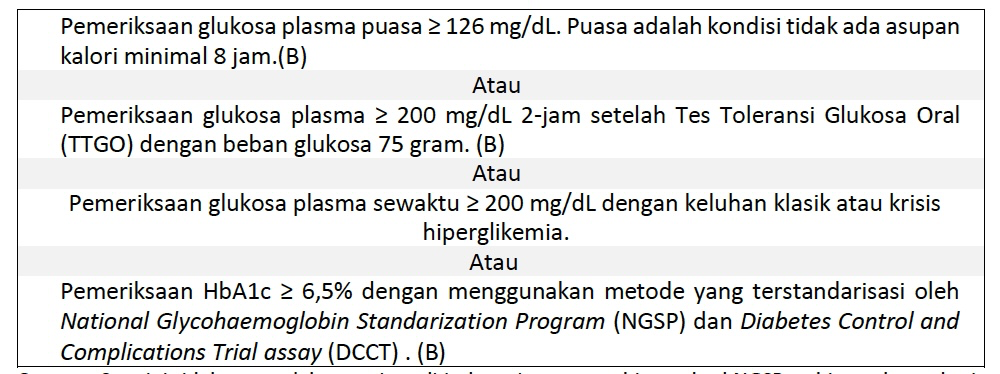 Pemeriksaan glukosa plasma puasa ≥ 126 mg/dL. Puasa adalah kondisi tidak ada asupan
kalori minimal 8 jam.(B)
Atau
Pemeriksaan glukosa plasma ≥ 200 mg/dL 2-jam setelah Tes Toleransi Glukosa Oral
(TTGO) dengan beban glukosa 75 gram. (B)
Atau
Pemeriksaan glukosa plasma sewaktu ≥ 200 mg/dL dengan keluhan klasik atau krisis
hiperglikemia.
Atau
Pemeriksaan HbA1c ≥ 6,5% dengan menggunakan metode yang terstandarisasi oleh
National Glycohaemoglobin Standarization Program (NGSP) dan Diabetes Control and
Complications Trial assay (DCCT) . (B)